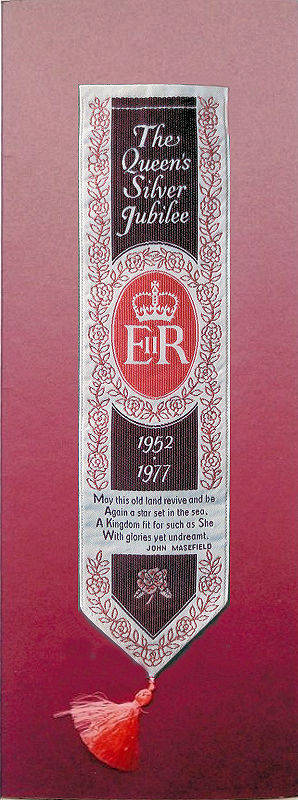 The
Queen's
Silver
Jubilee
EIIR
1952
·
1977
May this old land revive and be
Again a star set in the sea,
A Kingdom fit for such as She
With glories yet undreamt.
JOHN MASEFIELD